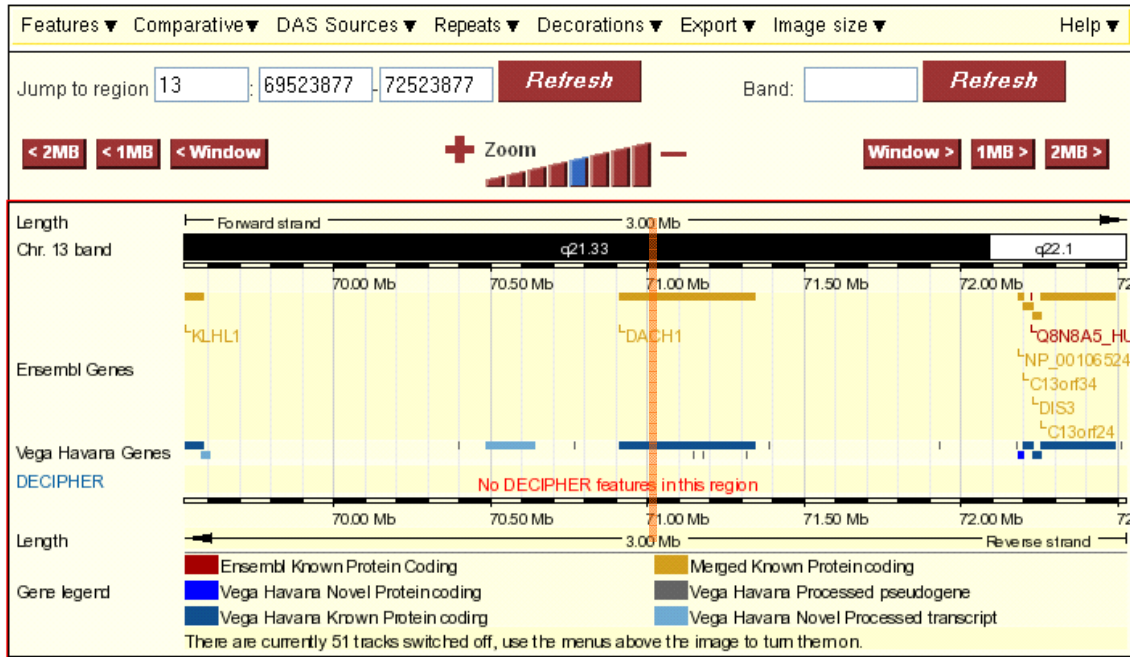 Features ▼ Comparative ▼ DAS Sources ▼ Repeats ▼ Decorations ▼ Export ▼ Image size ▼ Help ▼
Jump to region 13 : 69523877 - 72523877 Refresh Band: Refresh
< 2MB < 1MB < Window + Zoom − Window > 1MB > 2MB >
Length Forward strand 3.00 Mb
Chr. 13 band q21.33 q22.1
70.00 Mb 70.50 Mb 71.00 Mb 71.50 Mb 72.00 Mb 72
KLHL1 DACH1 Q8N8A5_HU
NP_00106524
Ensembl Genes
C13orf34
DIS3
C13orf24
Vega Havana Genes
DECIPHER No DECIPHER features in this region
70.00 Mb 70.50 Mb 71.00 Mb 71.50 Mb 72.00 Mb 72
Length 3.00 Mb Reverse strand
Ensembl Known Protein Coding Merged Known Protein coding
Gene legend Vega Havana Novel Protein coding Vega Havana Processed pseudogene
Vega Havana Known Protein coding Vega Havana Novel Processed transcript
There are currently 51 tracks switched off, use the menus above the image to turn them on.